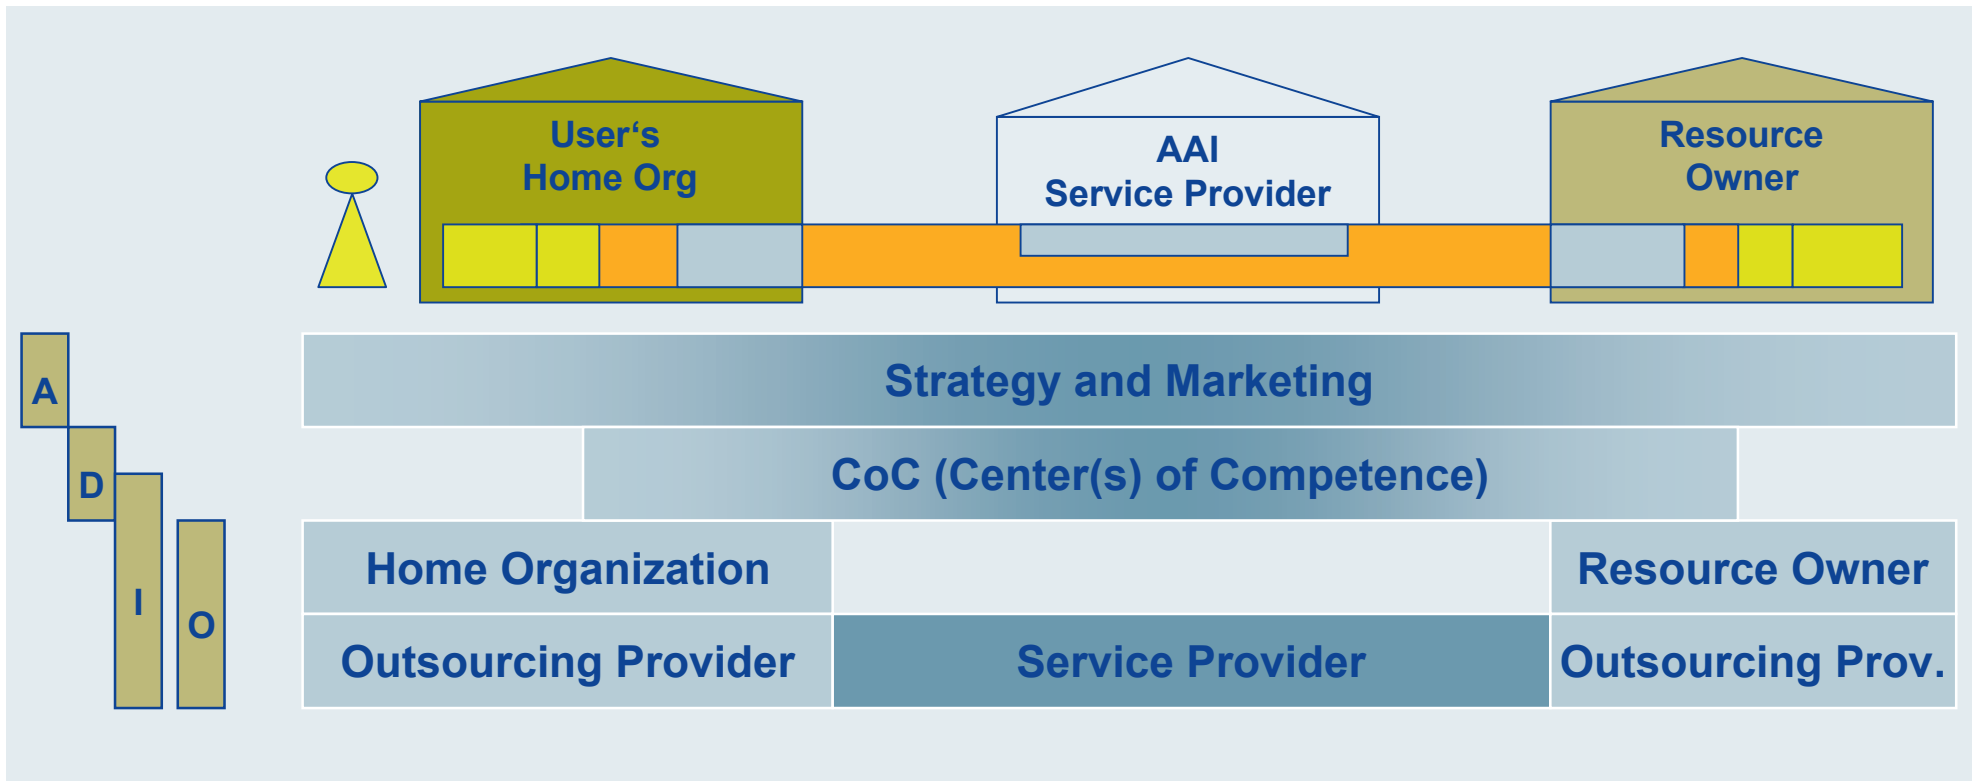 User‘s
Home Org
AAI
Service Provider
Resource
Owner
A
Strategy and Marketing
D
CoC (Center(s) of Competence)
I
Home Organization
Resource Owner
O
Outsourcing Provider
Service Provider
Outsourcing Prov.